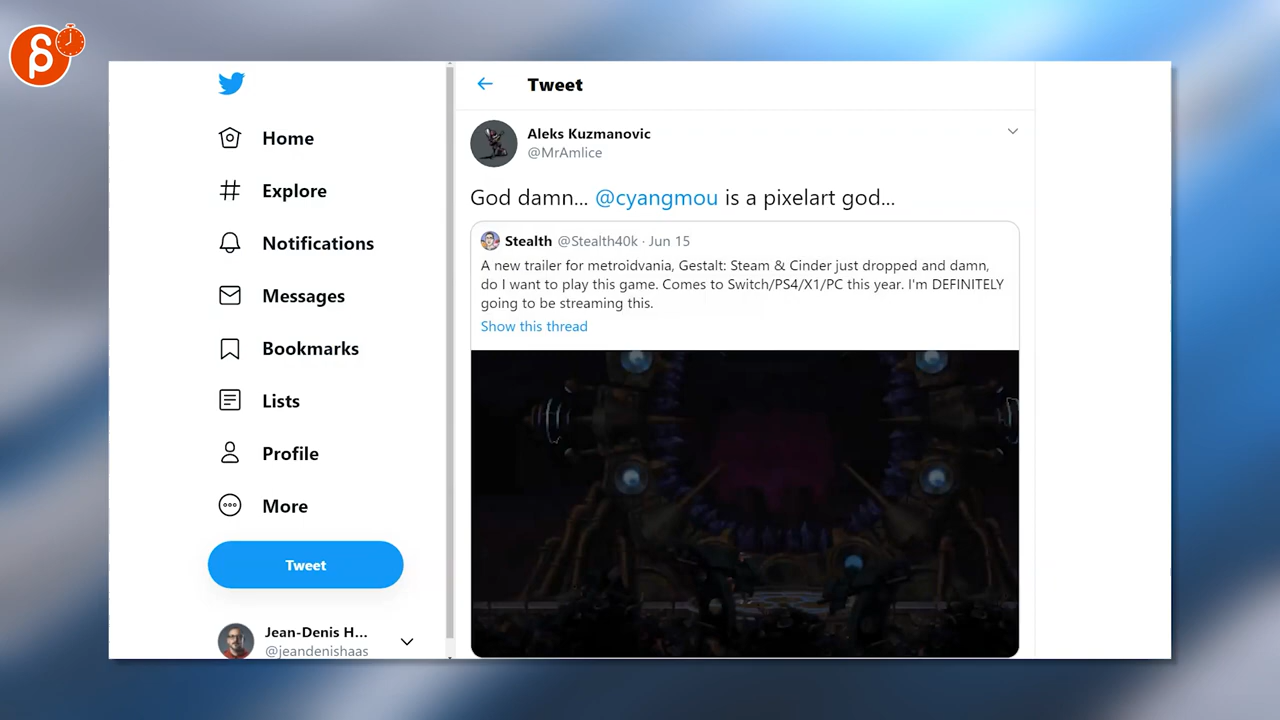 Home
Explore
Notifications
Messages
Bookmarks
Lists
Profile
More
Tweet
Jean-Denis H...
@jeandenishaas
Tweet
Aleks Kuzmanovic
@MrAmlice
God damn... @cyangmou is a pixelart god...
Stealth @Stealth40k · Jun 15
A new trailer for metroidvania, Gestalt: Steam & Cinder just dropped and damn,
do I want to play this game. Comes to Switch/PS4/X1/PC this year. I'm DEFINITELY
going to be streaming this.
Show this thread